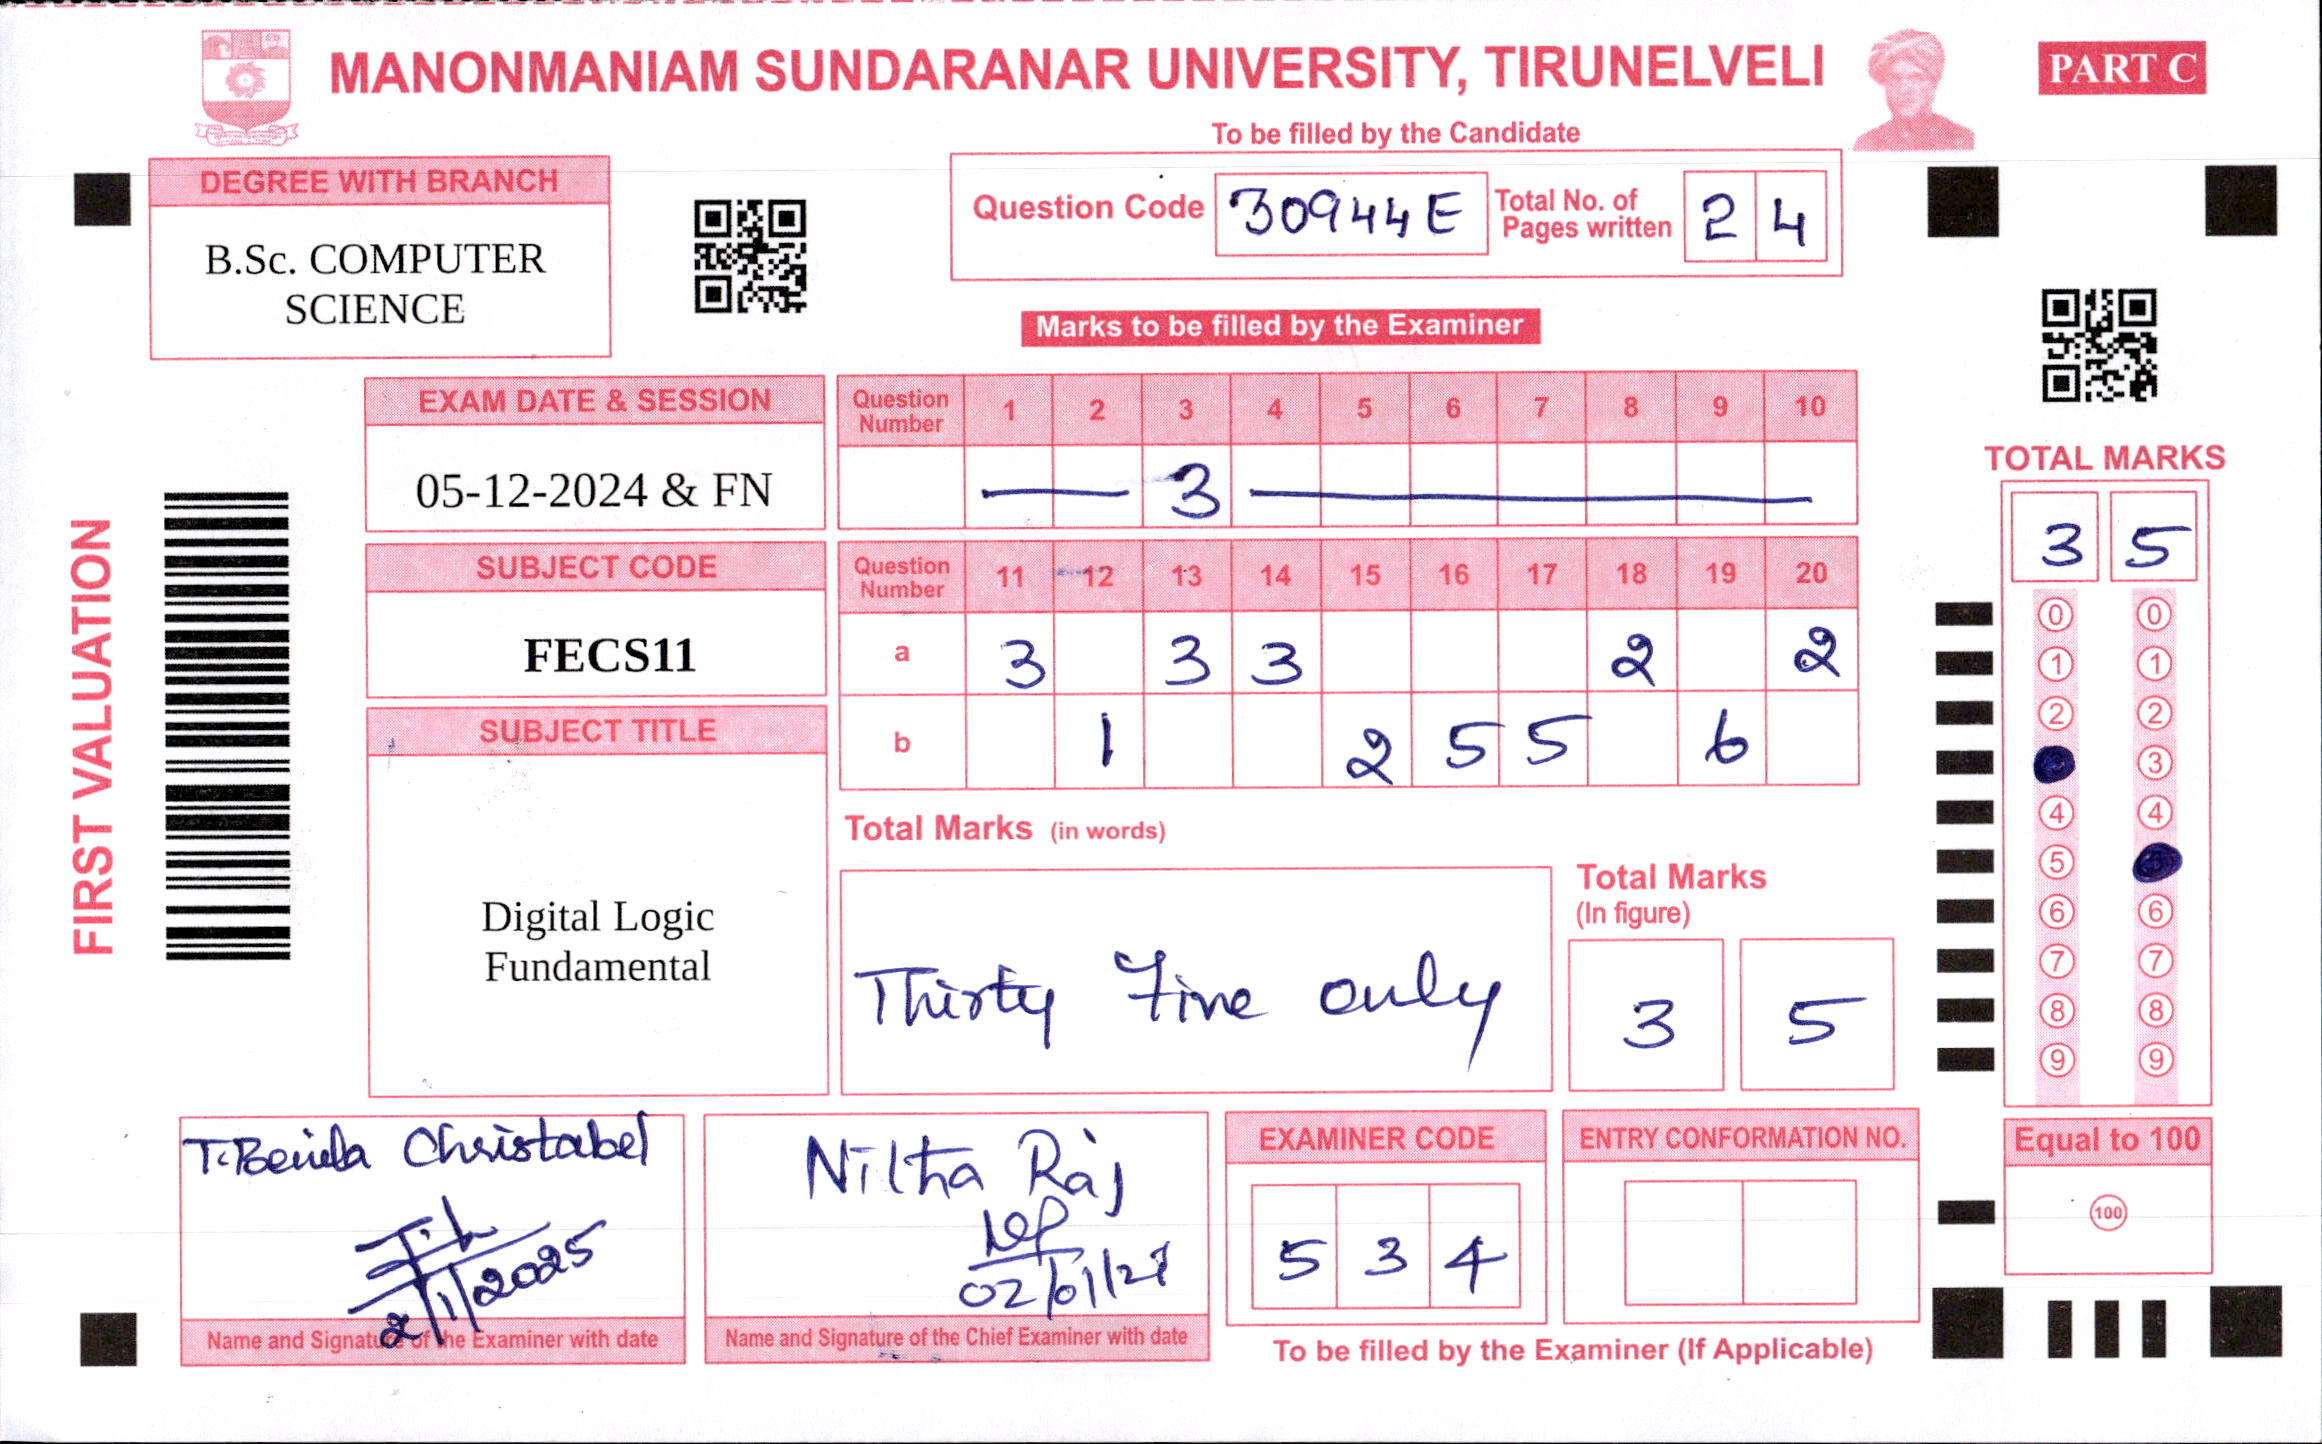 MANONMANIAM SUNDARANAR UNIVERSITY, TIRUNELVELI
PART C
To be filled by the Candidate
DEGREE WITH BRANCH
B.Sc. COMPUTER
SCIENCE
Question Code 30944E Total No. of Pages written 2 4
Marks to be filled by the Examiner
EXAM DATE & SESSION
05-12-2024 & FN
SUBJECT CODE
FECS11
SUBJECT TITLE
Digital Logic
Fundamental
FIRST VALUATION
Question Number 1 2 3 4 5 6 7 8 9 10
3
Question Number 11 12 13 14 15 16 17 18 19 20
a 3 3 3 2 2
b 1 2 5 5 6
Total Marks (in words)
Thirty Five only
Total Marks
(In figure)
3 5
TOTAL MARKS
3 5
0 0
1 1
2 2
3
4 4
5
6 6
7 7
8 8
9 9
Equal to 100
100
T. Christabel
2/1/2025
Name and Signature of the Examiner with date
Niltha Raj
02/01/
Name and Signature of the Chief Examiner with date
EXAMINER CODE
5 3 4
ENTRY CONFORMATION NO.
To be filled by the Examiner (If Applicable)